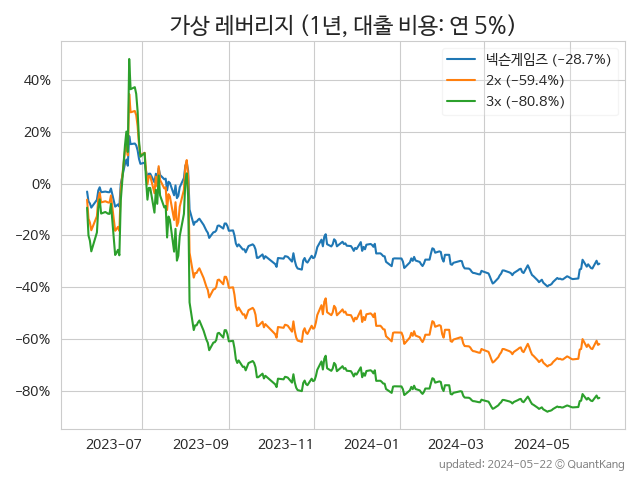 가상 레버리지 (1년, 대출 비용: 연 5%)
넥슨게임즈 (−28.7%)
2x (−59.4%)
3x (−80.8%)
40%
20%
0%
−20%
−40%
−60%
−80%
2023-07
2023-09
2023-11
2024-01
2024-03
2024-05
updated: 2024-05-22 © QuantKang